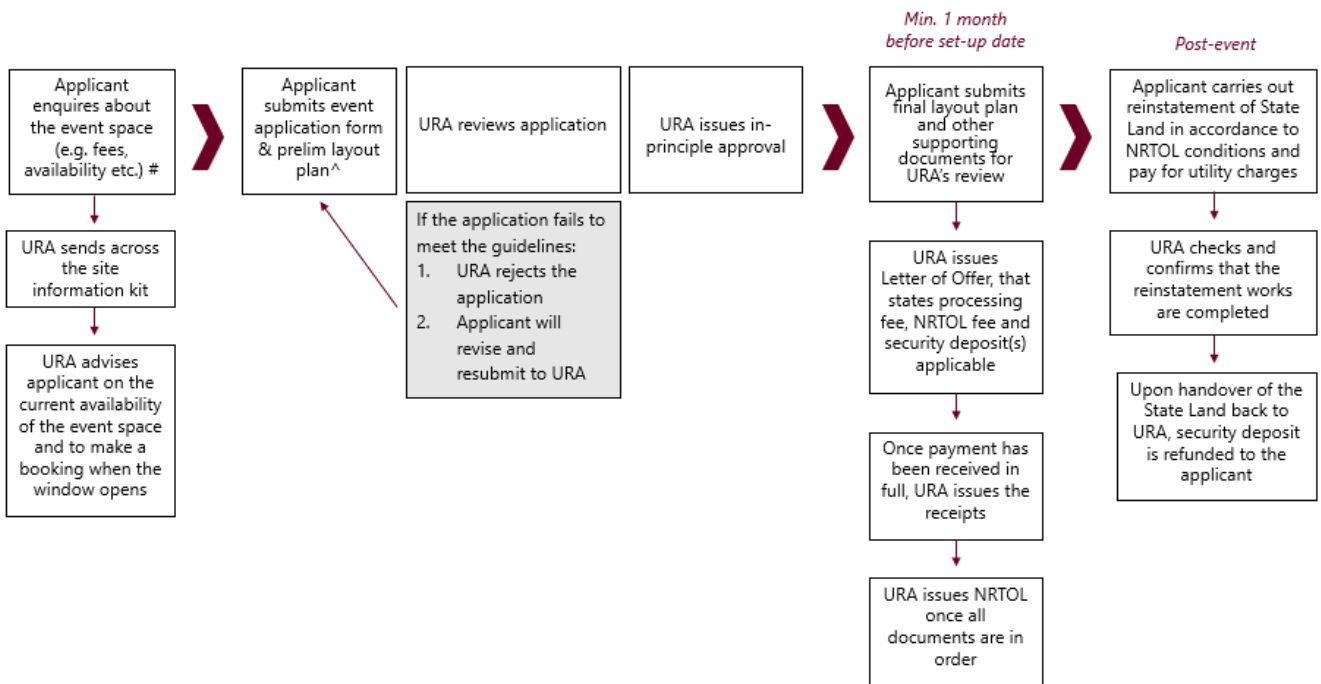 Applicant
enquires about
the event space
(e.g. fees,
availability etc.) #
URA sends across
the site
information kit
URA advises
applicant on the
current availability
of the event space
and to make a
booking when the
window opens
Applicant
submits event
application form
& prelim layout
plan^
URA reviews application
If the application fails to
meet the guidelines:
1. URA rejects the
application
2. Applicant will
revise and
resubmit to URA
URA issues in-
principle approval
Min. 1 month
before set-up date
Applicant submits
final layout plan
and other
supporting
documents for
URA's review
URA issues
Letter of Offer, that
states processing
fee, NRTOL fee and
security deposit(s)
applicable
Once payment has
been received in
full, URA issues the
receipts
URA issues NRTOL
once all
documents are in
order
Post-event
Applicant carries out
reinstatement of State
Land in accordance to
NRTOL conditions and
pay for utility charges
URA checks and
confirms that the
reinstatement works
are completed
Upon handover of the
State Land back to
URA, security deposit
is refunded to the
applicant